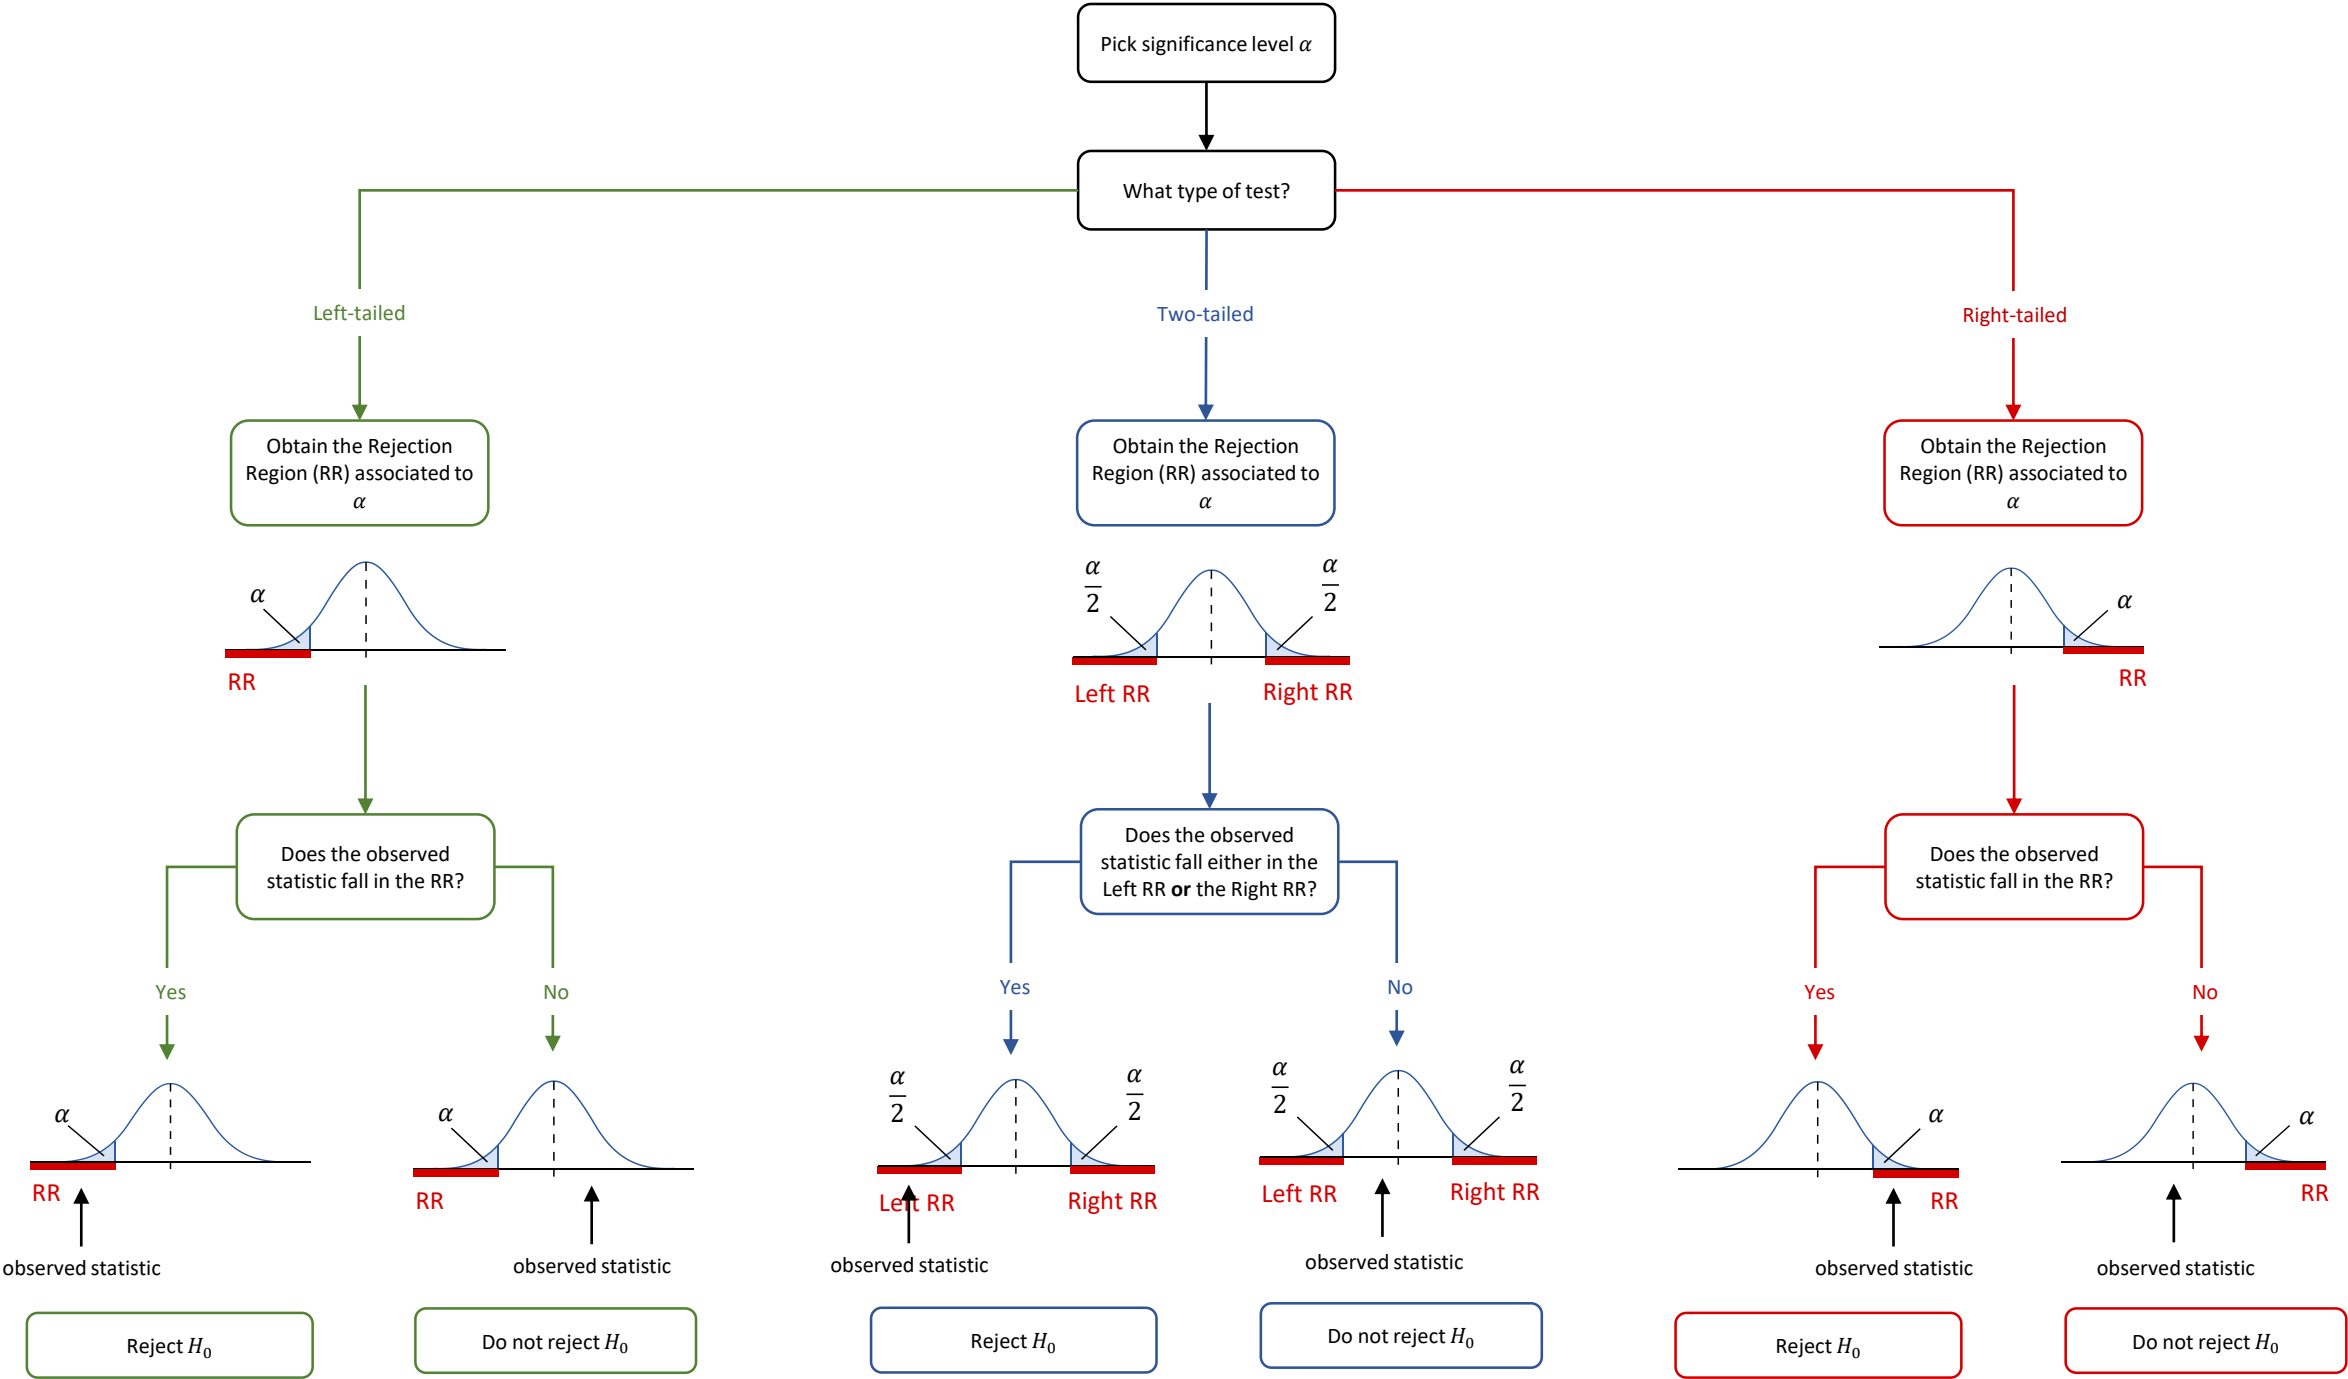 Pick significance level α
What type of test?
Left-tailed
Two-tailed
Right-tailed
Obtain the Rejection
Region (RR) associated to
α
Obtain the Rejection
Region (RR) associated to
α
Obtain the Rejection
Region (RR) associated to
α
α
RR
α
2
α
2
Left RR
Right RR
α
RR
Does the observed
statistic fall in the RR?
Does the observed
statistic fall either in the
Left RR or the Right RR?
Does the observed
statistic fall in the RR?
Yes
No
Yes
No
Yes
No
α
RR
observed statistic
α
RR
observed statistic
α
2
α
2
Left RR
Right RR
observed statistic
α
2
α
2
Left RR
Right RR
observed statistic
α
RR
observed statistic
α
RR
observed statistic
Reject H₀
Do not reject H₀
Reject H₀
Do not reject H₀
Reject H₀
Do not reject H₀